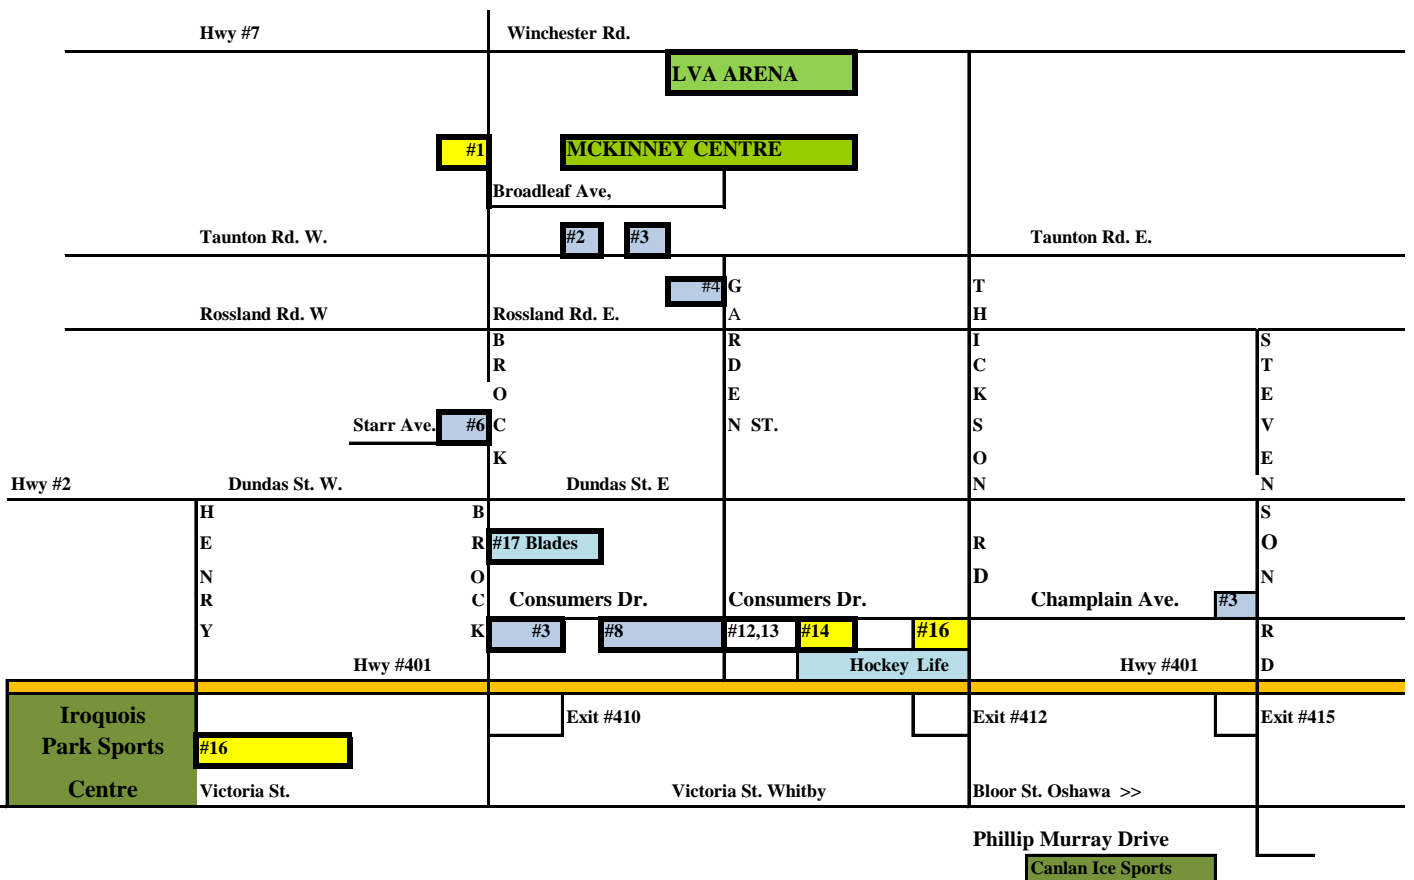 Hwy #7 Winchester Rd.
LVA ARENA
#1 MCKINNEY CENTRE
Broadleaf Ave,
Taunton Rd. W. #2 #3 Taunton Rd. E.
#4 G T
Rossland Rd. W Rossland Rd. E. A H
B R I S
R D C T
O E K E
Starr Ave. #6 C N ST. S V
K O E
Hwy #2 Dundas St. W. Dundas St. E N N
H B S
E R #17 Blades R O
N O D N
R C Consumers Dr. Consumers Dr. Champlain Ave. #3
Y K #3 #8 #12,13 #14 #16 R
Hwy #401 Hockey Life Hwy #401 D
Iroquois Exit #410 Exit #412 Exit #415
Park Sports #16
Centre Victoria St. Victoria St. Whitby Bloor St. Oshawa >>
Phillip Murray Drive
Canlan Ice Sports